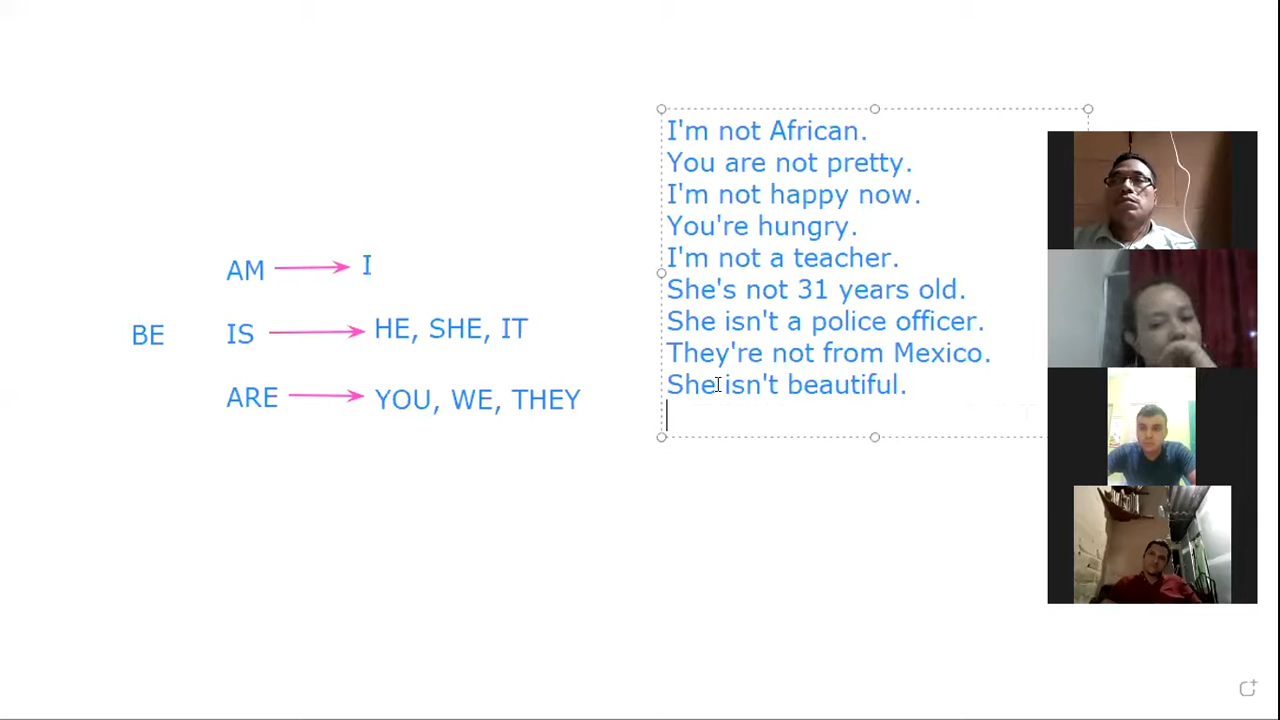 AM I
BE IS HE, SHE, IT
ARE YOU, WE, THEY
I'm not African.
You are not pretty.
I'm not happy now.
You're hungry.
I'm not a teacher.
She's not 31 years old.
She isn't a police officer.
They're not from Mexico.
She isn't beautiful.